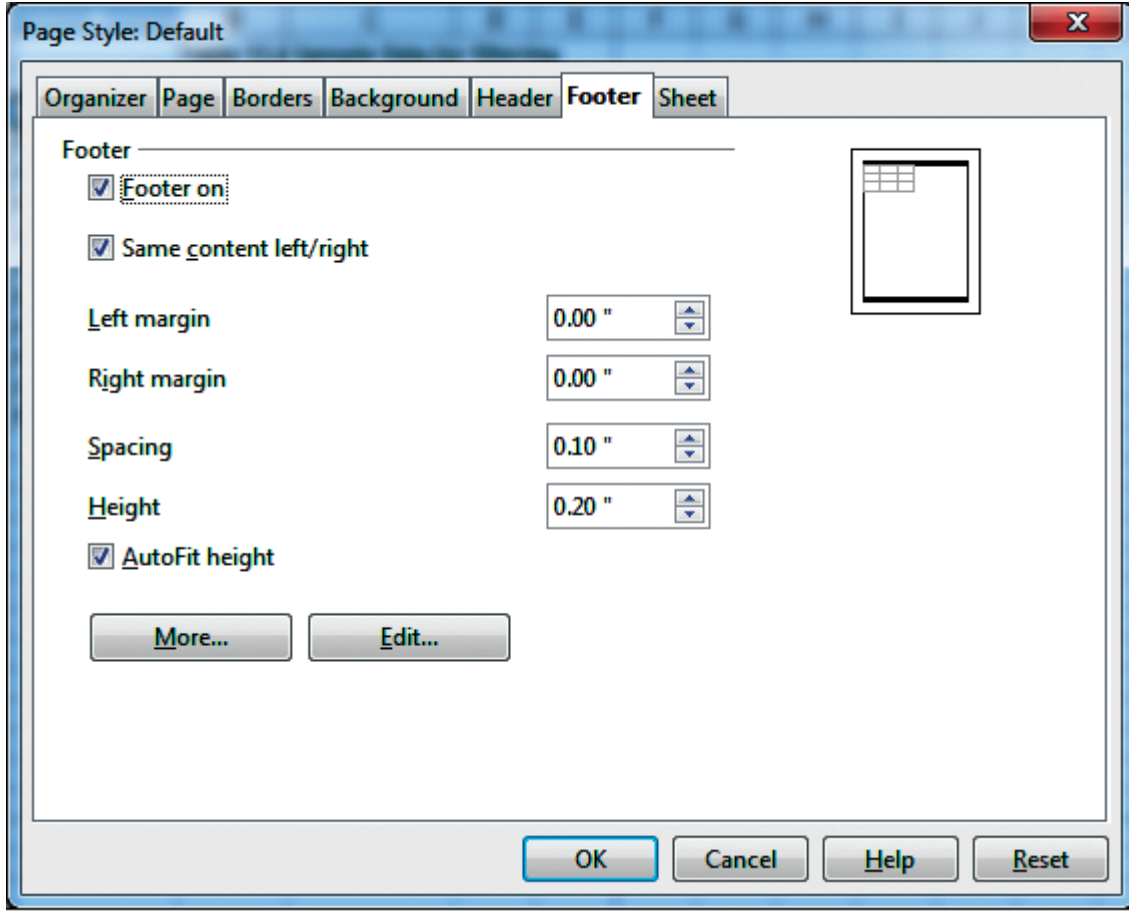 Page Style: Default
Organizer Page Borders Background Header Footer Sheet
Footer
Footer on
Same content left/right
Left margin 0.00 "
Right margin 0.00 "
Spacing 0.10 "
Height 0.20 "
AutoFit height
More... Edit...
OK Cancel Help Reset